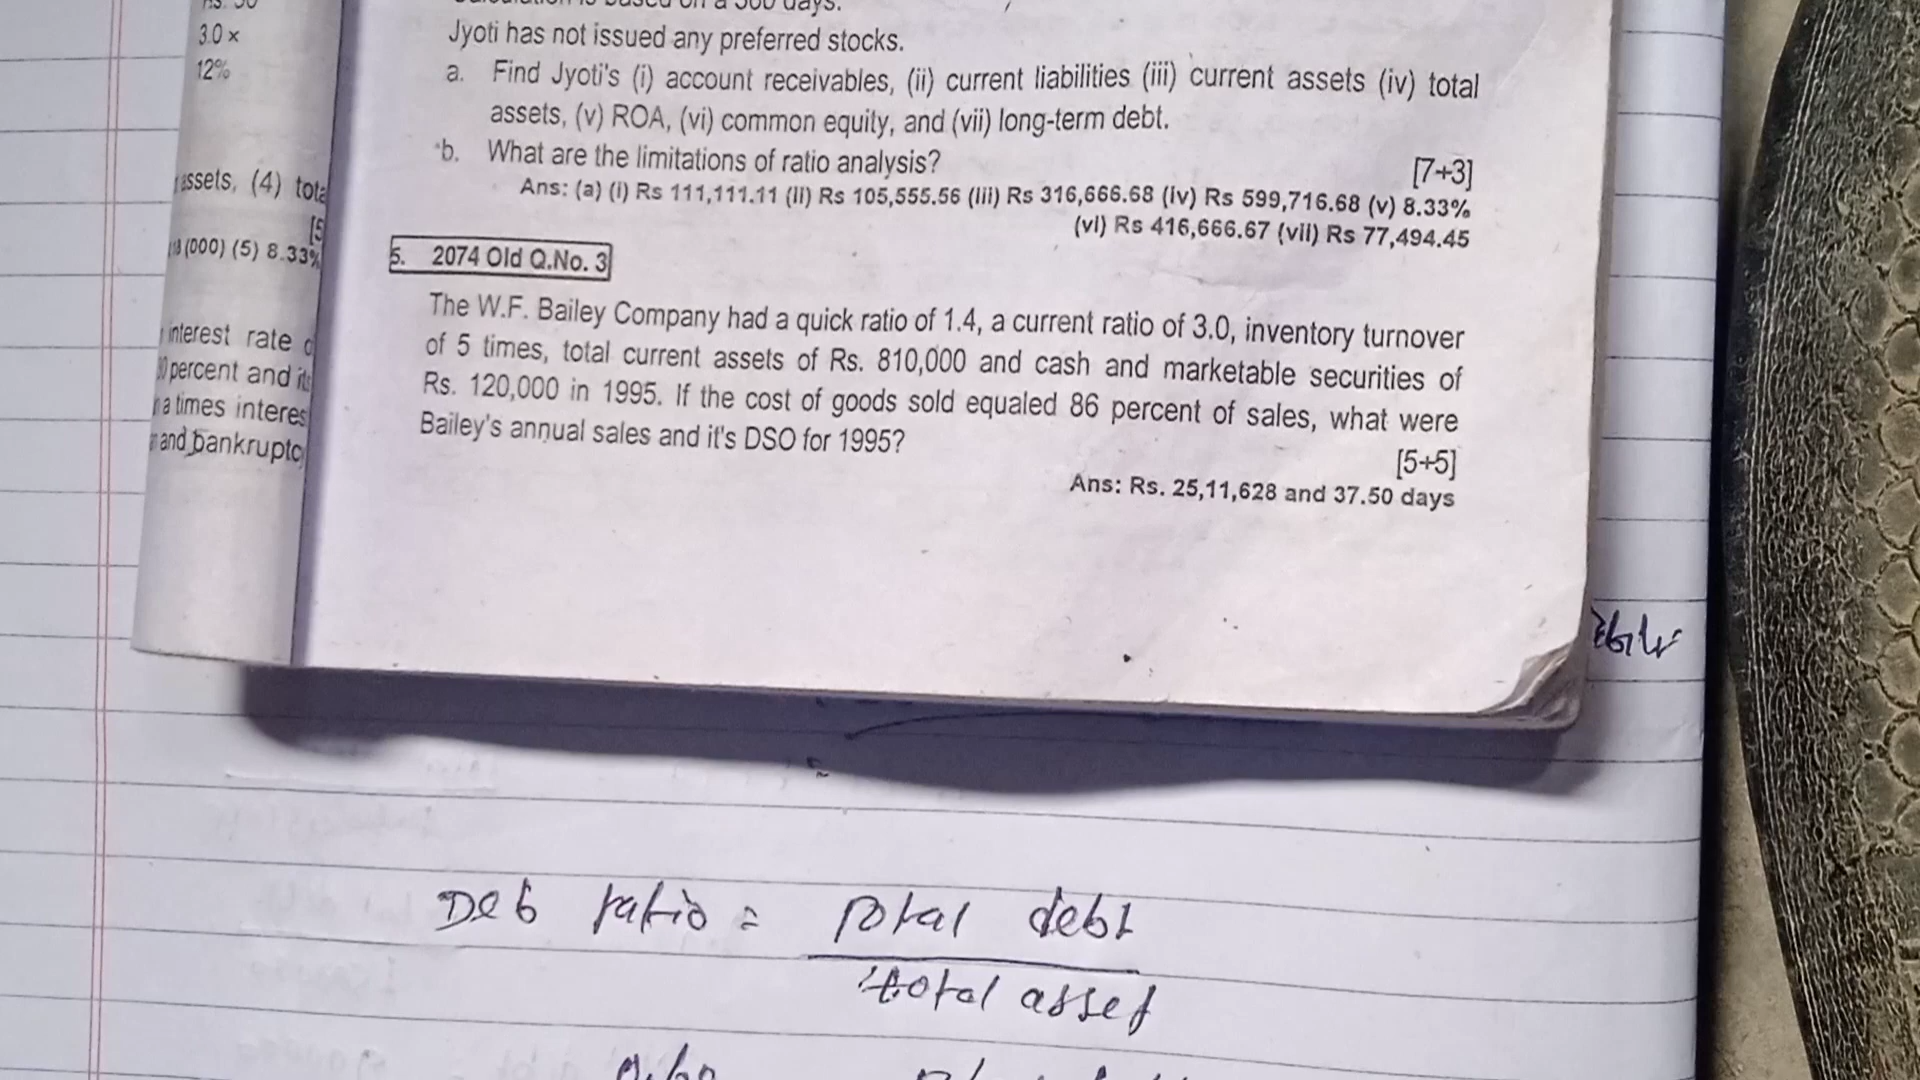 3.0 x
12%
assets, (4) tota
(000) (5) 8.33%
interest rate
percent and its
a times interes
and bankruptc
Jyoti has not issued any preferred stocks.
a. Find Jyoti's (i) account receivables, (ii) current liabilities (iii) current assets (iv) total
assets, (v) ROA, (vi) common equity, and (vii) long-term debt.
b. What are the limitations of ratio analysis?
[7+3]
Ans: (a) (i) Rs 111,111.11 (ii) Rs 105,555.56 (iii) Rs 316,666.68 (iv) Rs 599,716.68 (v) 8.33%
(vi) Rs 416,666.67 (vii) Rs 77,494.45
5. 2074 Old Q.No. 3
The W.F. Bailey Company had a quick ratio of 1.4, a current ratio of 3.0, inventory turnover
of 5 times, total current assets of Rs. 810,000 and cash and marketable securities of
Rs. 120,000 in 1995. If the cost of goods sold equaled 86 percent of sales, what were
Bailey's annual sales and it's DSO for 1995?
[5+5]
Ans: Rs. 25,11,628 and 37.50 days
Deb ratio = total debt
total asset